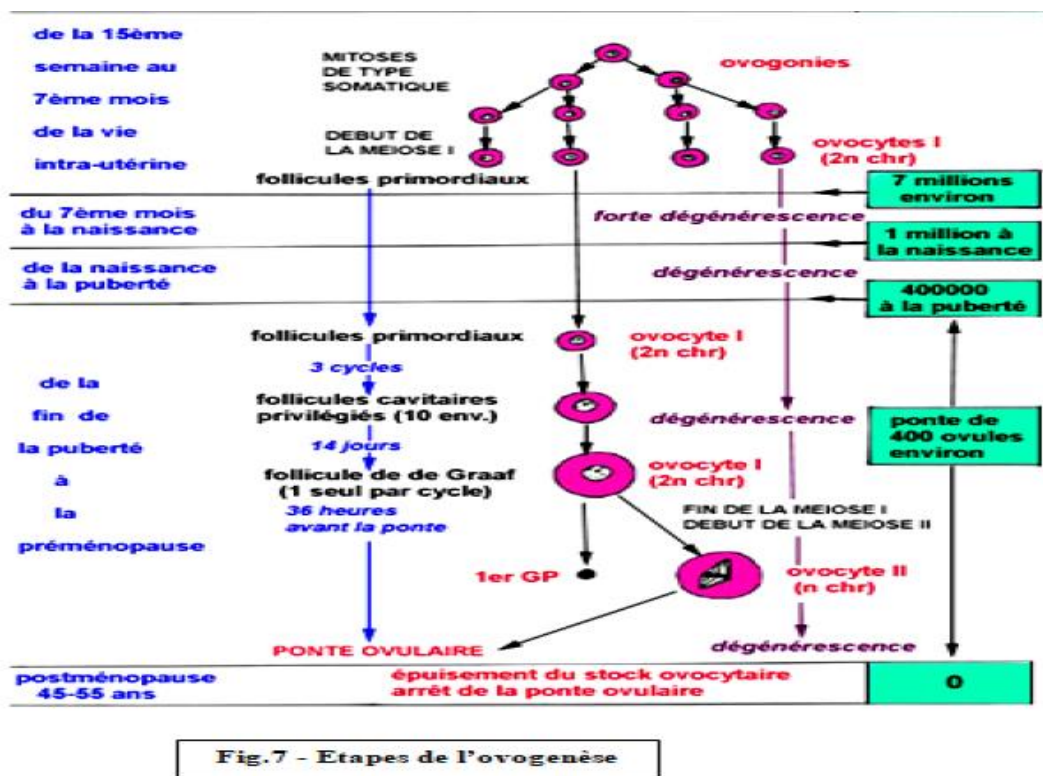 de la 15ème
semaine au
7ème mois
de la vie
intra-utérine
MITOSES
DE TYPE
SOMATIQUE
ovogonies
DEBUT DE
LA MEIOSE I
ovocytes I
(2n chr)
follicules primordiaux
7 millions
environ
du 7ème mois
à la naissance
forte dégénérescence
1 million à
la naissance
de la naissance
à la puberté
dégénérescence
400000
à la puberté
de la
fin de
la puberté
à
la
préménopause
follicules primordiaux
3 cycles
follicules cavitaires
privilégiés (10 env.)
14 jours
follicule de de Graaf
(1 seul par cycle)
36 heures
avant la ponte
ovocyte I
(2n chr)
dégénérescence
ovocyte I
(2n chr)
ponte de
400 ovules
environ
FIN DE LA MEIOSE I
DEBUT DE LA MEIOSE II
1er GP
ovocyte II
(n chr)
PONTE OVULAIRE
dégénérescence
postménopause
45-55 ans
épuisement du stock ovocytaire
arrêt de la ponte ovulaire
0
Fig.7 - Etapes de l'ovogenèse